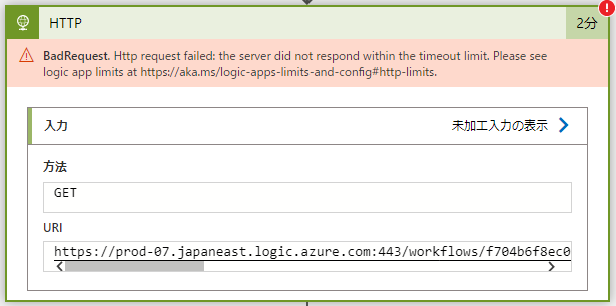 HTTP
2分
BadRequest. Http request failed: the server did not respond within the timeout limit. Please see
logic app limits at https://aka.ms/logic-apps-limits-and-config#http-limits.
入力
未加工入力の表示
方法
GET
URI
https://prod-07.japaneast.logic.azure.com:443/workflows/f704b6f8ec0